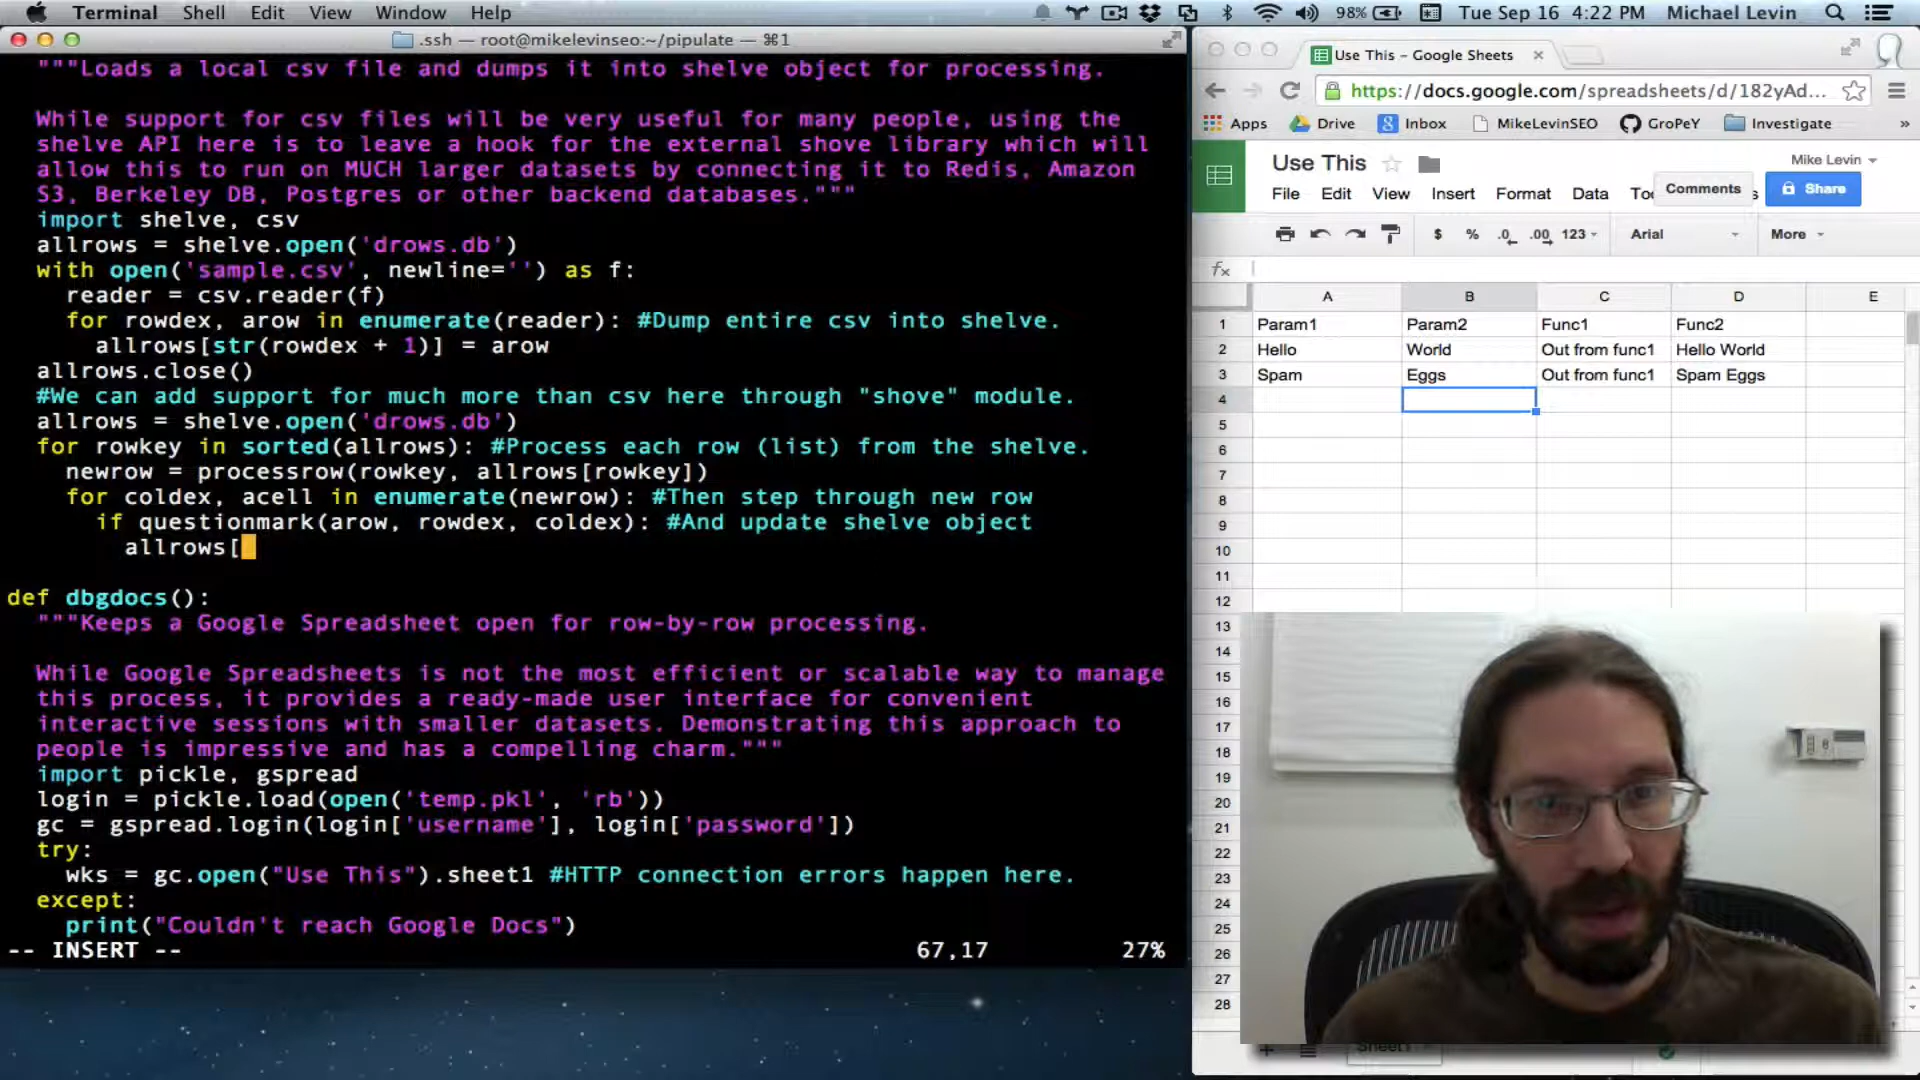 Terminal Shell Edit View Window Help 98% Tue Sep 16 4:22 PM Michael Levin
.ssh — root@mikelevinseo:~/pipulate — ⌘1
"""Loads a local csv file and dumps it into shelve object for processing.
While support for csv files will be very useful for many people, using the
shelve API here is to leave a hook for the external shove library which will
allow this to run on MUCH larger datasets by connecting it to Redis, Amazon
S3, Berkeley DB, Postgres or other backend databases."""
import shelve, csv
allrows = shelve.open('drows.db')
with open('sample.csv', newline='') as f:
reader = csv.reader(f)
for rowdex, arow in enumerate(reader): #Dump entire csv into shelve.
allrows[str(rowdex + 1)] = arow
allrows.close()
#We can add support for much more than csv here through "shove" module.
allrows = shelve.open('drows.db')
for rowkey in sorted(allrows): #Process each row (list) from the shelve.
newrow = processrow(rowkey, allrows[rowkey])
for coldex, acell in enumerate(newrow): #Then step through new row
if questionmark(arow, rowdex, coldex): #And update shelve object
allrows[
def dbgdocs():
"""Keeps a Google Spreadsheet open for row-by-row processing.
While Google Spreadsheets is not the most efficient or scalable way to manage
this process, it provides a ready-made user interface for convenient
interactive sessions with smaller datasets. Demonstrating this approach to
people is impressive and has a compelling charm."""
import pickle, gspread
login = pickle.load(open('temp.pkl', 'rb'))
gc = gspread.login(login['username'], login['password'])
try:
wks = gc.open("Use This").sheet1 #HTTP connection errors happen here.
except:
print("Couldn't reach Google Docs")
-- INSERT -- 67,17 27%
Use This - Google Sheets
https://docs.google.com/spreadsheets/d/182yAd...
Apps Drive Inbox MikeLevinSEO GroPeY Investigate »
Use This
Mike Levin
File Edit View Insert Format Data Comments Share
$ % .0 .00 123 Arial More
fx
A B C D E
1 Param1 Param2 Func1 Func2
2 Hello World Out from func1 Hello World
3 Spam Eggs Out from func1 Spam Eggs
4
5
6
7
8
9
10
11
12
13
14
15
16
17
18
19
20
21
22
23
24
25
26
27
28